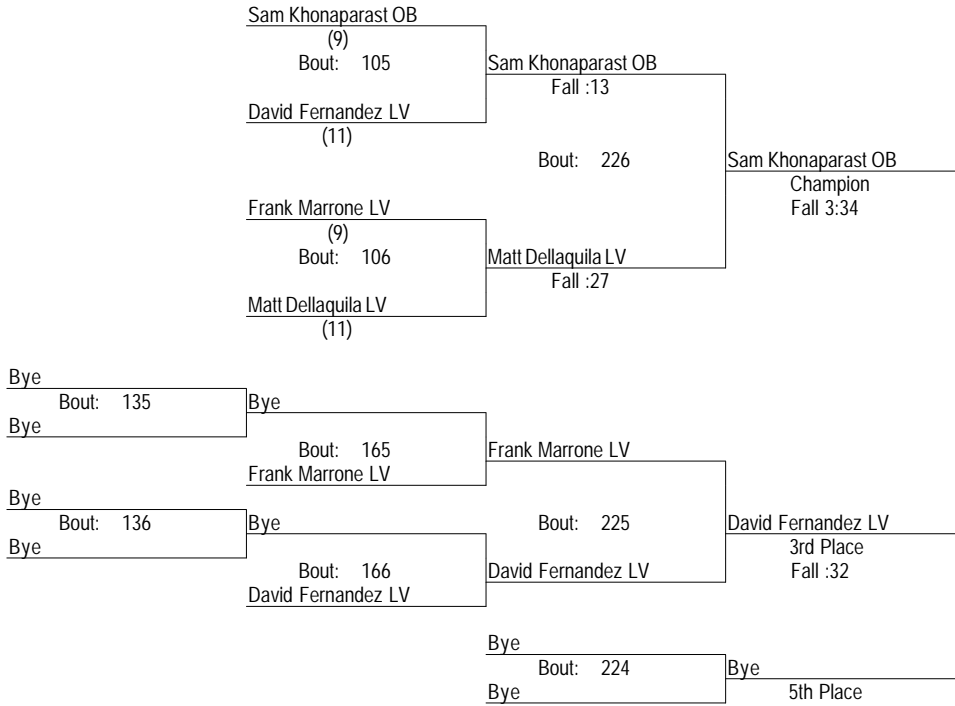 Sam Khonaparast OB
(9)
Bout: 105
Sam Khonaparast OB
Fall :13
David Fernandez LV
(11)
Bout: 226
Sam Khonaparast OB
Champion
Fall 3:34
Frank Marrone LV
(9)
Bout: 106
Matt Dellaquila LV
Fall :27
Matt Dellaquila LV
(11)
Bye
Bout: 135
Bye
Bye
Bout: 165
Frank Marrone LV
Frank Marrone LV
Bye
Bout: 136
Bye
Bye
Bout: 225
David Fernandez LV
3rd Place
Fall :32
Bout: 166
David Fernandez LV
David Fernandez LV
Bye
Bout: 224
Bye
Bye
5th Place